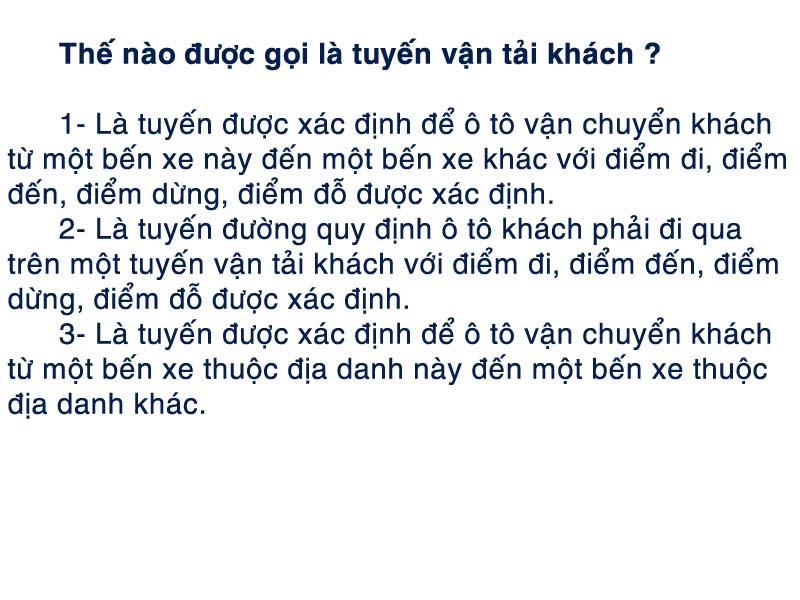 Thế nào được gọi là tuyến vận tải khách ?
1- Là tuyến được xác định để ô tô vận chuyển khách
từ một bến xe này đến một bến xe khác với điểm đi, điểm
đến, điểm dừng, điểm đỗ được xác định.
2- Là tuyến đường quy định ô tô khách phải đi qua
trên một tuyến vận tải khách với điểm đi, điểm đến, điểm
dừng, điểm đỗ được xác định.
3- Là tuyến được xác định để ô tô vận chuyển khách
từ một bến xe thuộc địa danh này đến một bến xe thuộc
địa danh khác.